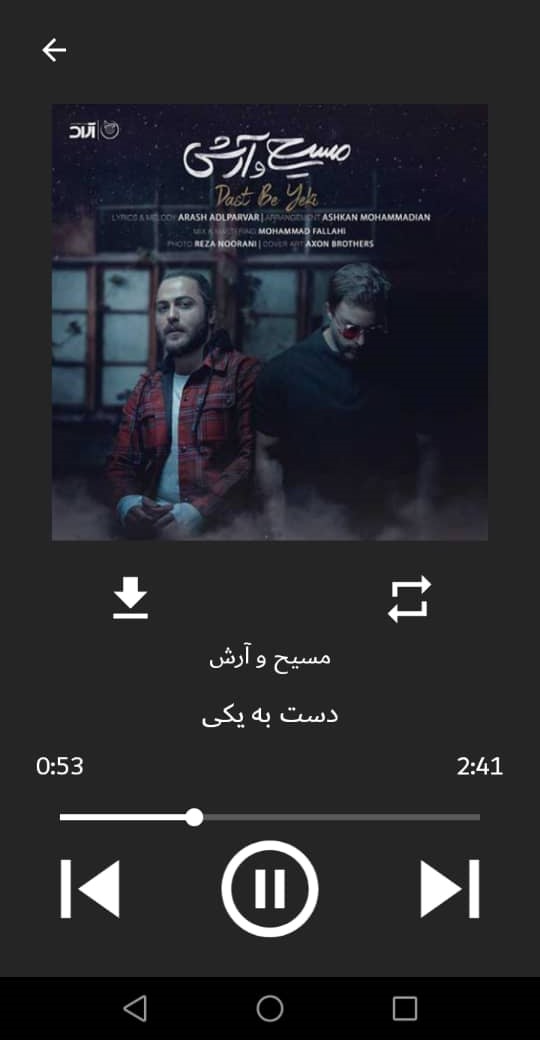 آراد
مسیح و آرش
Dast Be Yeki
LYRICS & MELODY ARASH ADLPARVAR | ARRANGEMENT ASHKAN MOHAMMADIAN
MIX & MASTERING MOHAMMAD FALLAHI
PHOTO REZA NOORANI | COVER ART AXON BROTHERS
مسیح و آرش
دست به یکی
0:53 2:41